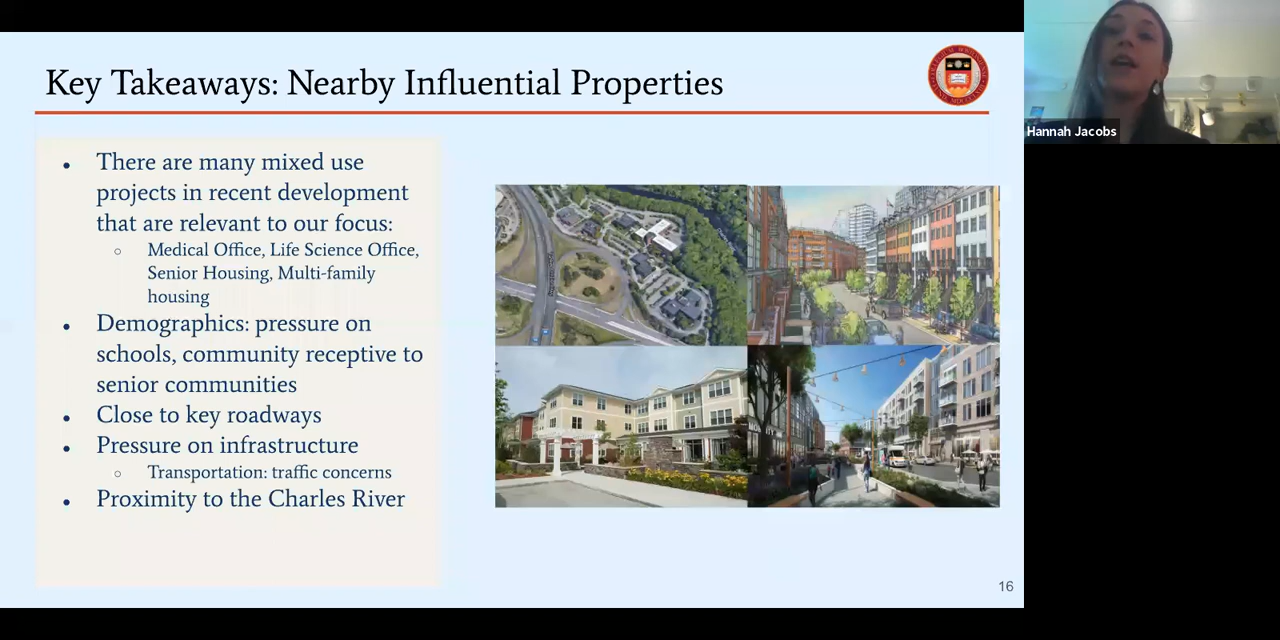 Key Takeaways: Nearby Influential Properties
Hannah Jacobs
There are many mixed use
projects in recent development
that are relevant to our focus:
Medical Office, Life Science Office,
Senior Housing, Multi-family
housing
Demographics: pressure on
schools, community receptive to
senior communities
Close to key roadways
Pressure on infrastructure
Transportation: traffic concerns
Proximity to the Charles River
16